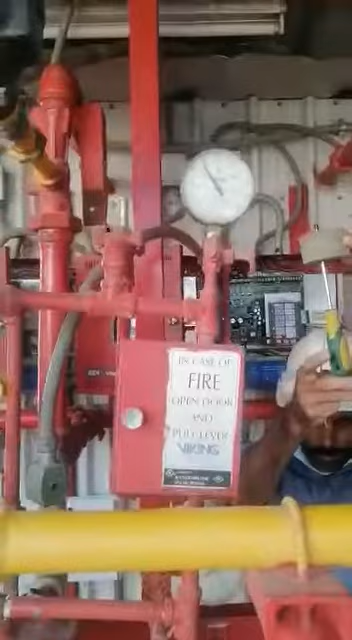 IN CASE OF
FIRE
OPEN DOOR
AND
PULL LEVER
VIKING